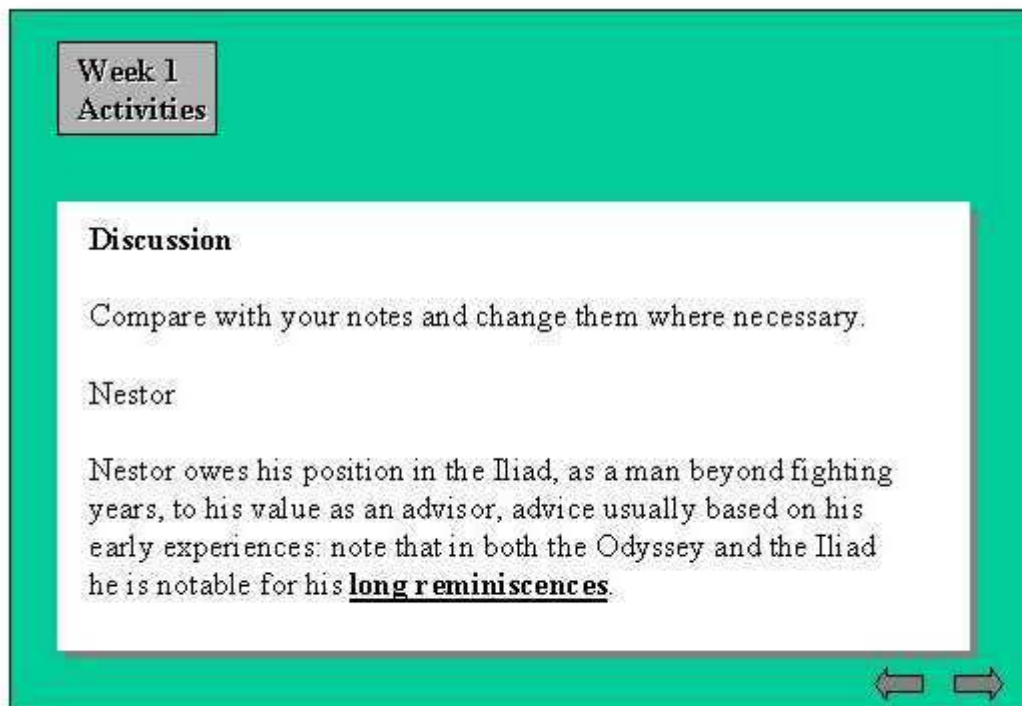 Week 1
Activities
Discussion
Compare with your notes and change them where necessary.
Nestor
Nestor owes his position in the Iliad, as a man beyond fighting
years, to his value as an advisor, advice usually based on his
early experiences: note that in both the Odyssey and the Iliad
he is notable for his long reminiscences.